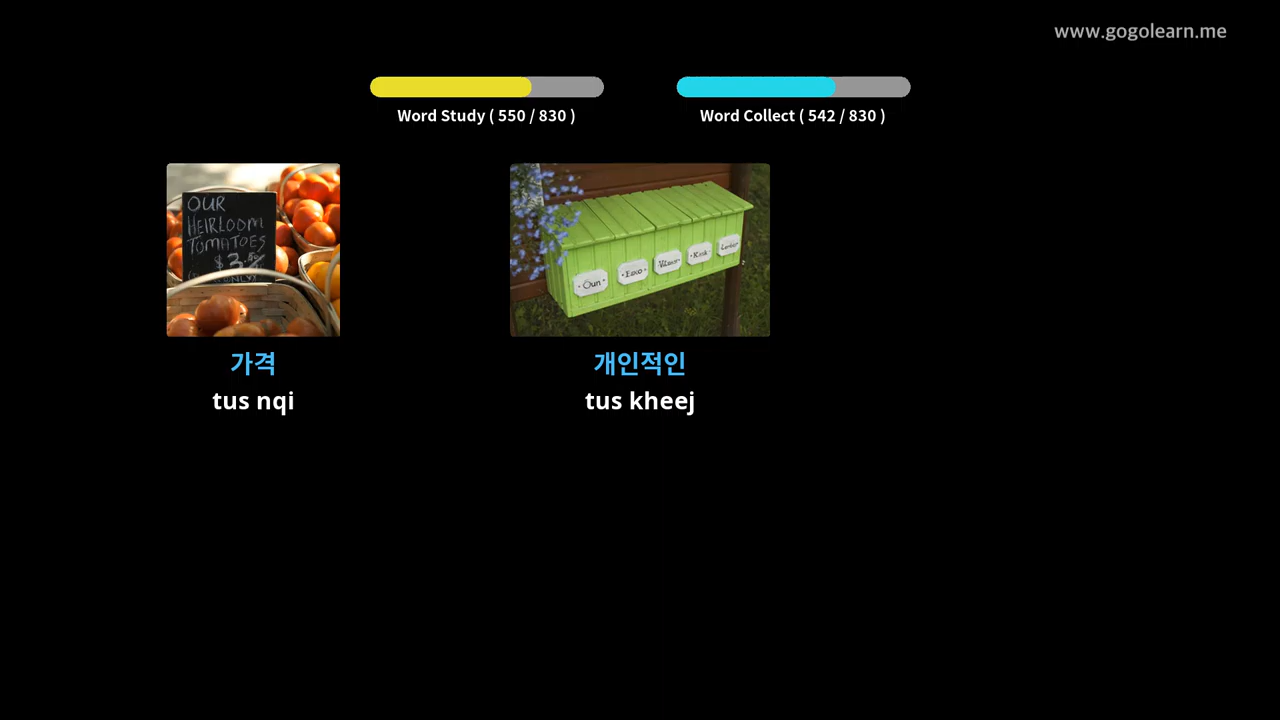 www.gogolearn.me
Word Study ( 550 / 830 )
Word Collect ( 542 / 830 )
OUR
HEIRLOOM
TOMATOES
가격
tus nqi
개인적인
tus kheej